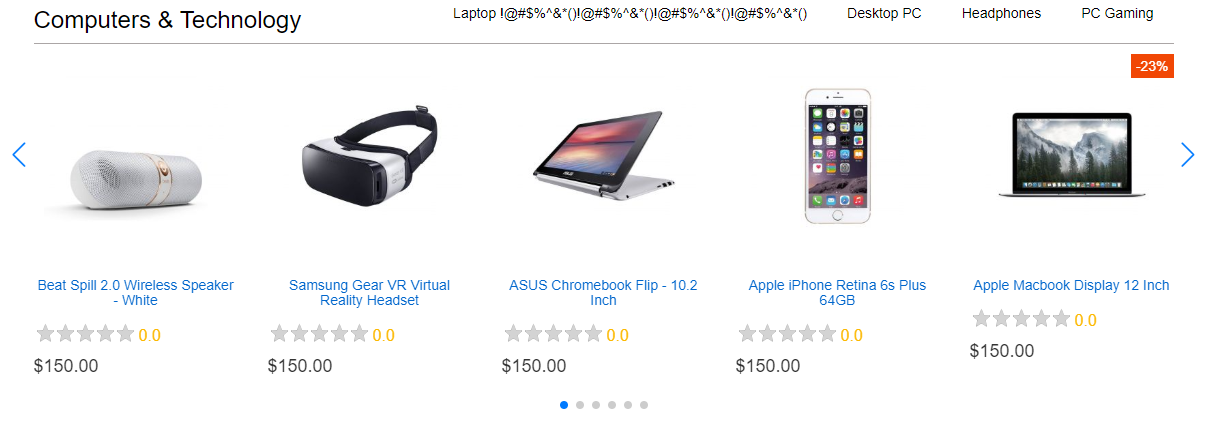 Computers & Technology
Laptop !@#$%^&*()!@#$%^&*()!@#$%^&*()!@#$%^&*()
Desktop PC
Headphones
PC Gaming
-23%
ASUS
Beat Spill 2.0 Wireless Speaker
- White
0.0
$150.00
Samsung Gear VR Virtual
Reality Headset
0.0
$150.00
ASUS Chromebook Flip - 10.2
Inch
0.0
$150.00
Apple iPhone Retina 6s Plus
64GB
0.0
$150.00
Apple Macbook Display 12 Inch
0.0
$150.00